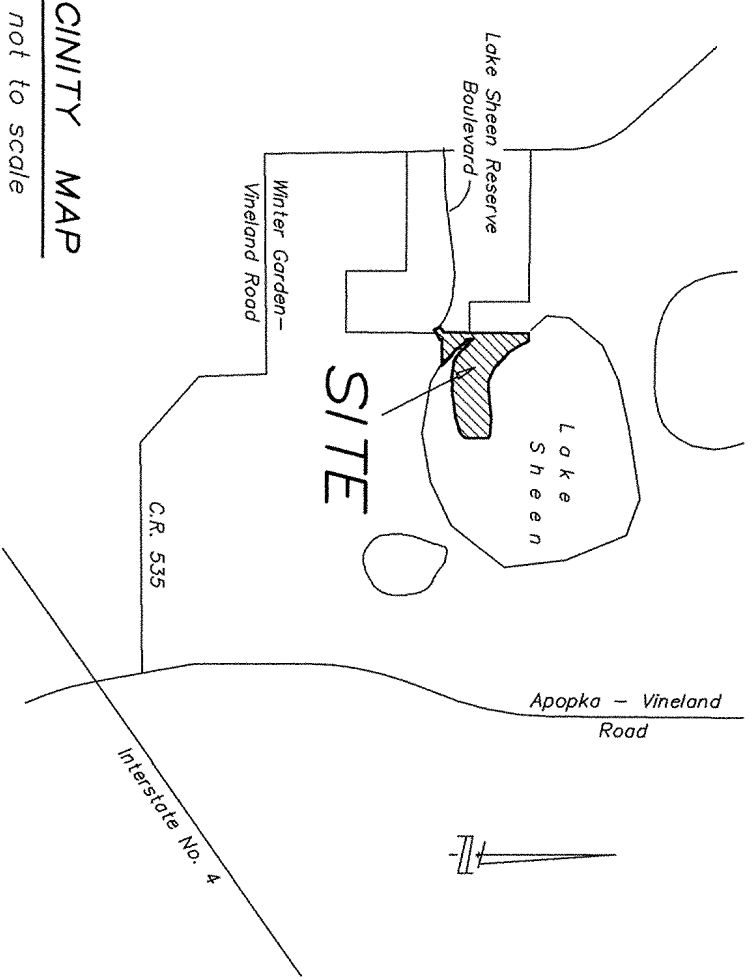 Lake Sheen Reserve
Boulevard
Winter Garden-
Vineland Road
SITE
Lake
Sheen
C.R. 535
Apopka - Vineland
Road
Interstate No. 4
CINITY MAP
not to scale